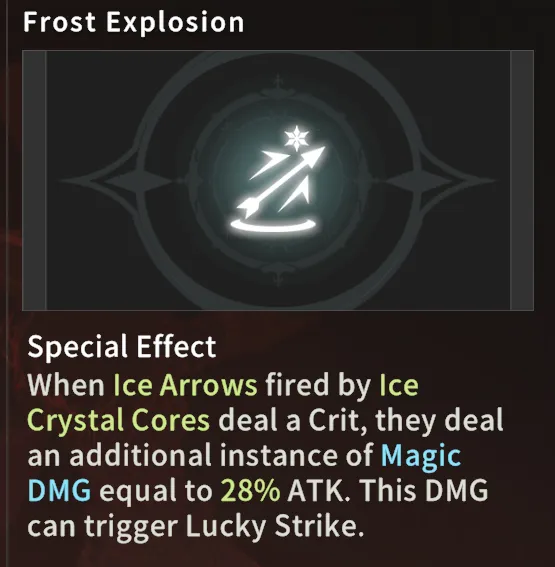 Frost Explosion
Special Effect
When Ice Arrows fired by Ice
Crystal Cores deal a Crit, they deal
an additional instance of Magic
DMG equal to 28% ATK. This DMG
can trigger Lucky Strike.